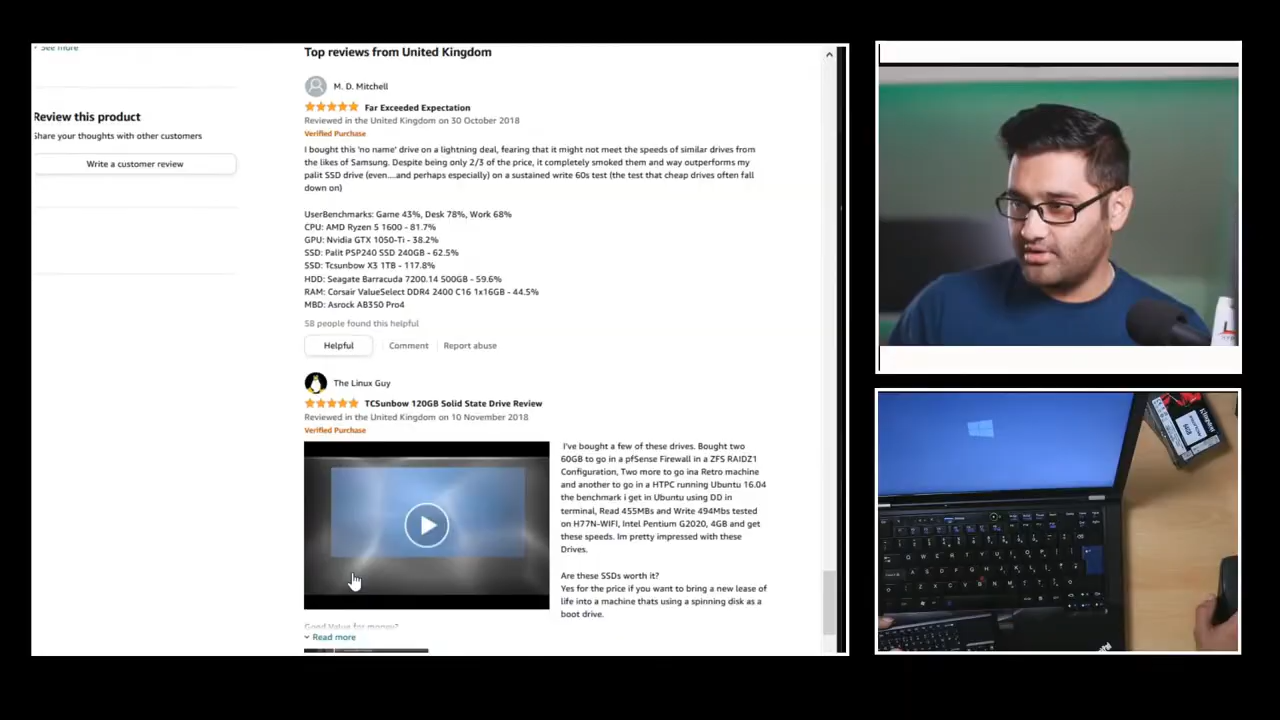 See more
Review this product
Share your thoughts with other customers
Write a customer review
Top reviews from United Kingdom
M. D. Mitchell
Far Exceeded Expectation
Reviewed in the United Kingdom on 30 October 2018
Verified Purchase
I bought this 'no name' drive on a lightning deal, fearing that it might not meet the speeds of similar drives from
the likes of Samsung. Despite being only 2/3 of the price, it completely smoked them and way outperforms my
palit SSD drive (even....and perhaps especially) on a sustained write 60s test (the test that cheap drives often fall
down on)
UserBenchmarks: Game 43%, Desk 78%, Work 68%
CPU: AMD Ryzen 5 1600 - 81.7%
GPU: Nvidia GTX 1050-Ti - 38.2%
SSD: Palit PSP240 SSD 240GB - 62.5%
SSD: Tcsunbow X3 1TB - 117.8%
HDD: Seagate Barracuda 7200.14 500GB - 59.6%
RAM: Corsair ValueSelect DDR4 2400 C16 1x16GB - 44.5%
MBD: Asrock AB350 Pro4
58 people found this helpful
Helpful
Comment
Report abuse
The Linux Guy
TCSunbow 120GB Solid State Drive Review
Reviewed in the United Kingdom on 10 November 2018
Verified Purchase
I've bought a few of these drives. Bought two
60GB to go in a pfSense Firewall in a ZFS RAIDZ1
Configuration, Two more to go ina Retro machine
and another to go in a HTPC running Ubuntu 16.04
the benchmark i get in Ubuntu using DD in
terminal, Read 455MBs and Write 494Mbs tested
on H77N-WIFI, Intel Pentium G2020, 4GB and get
these speeds. Im pretty impressed with these
Drives.
Are these SSDs worth it?
Yes for the price if you want to bring a new lease of
life into a machine thats using a spinning disk as a
boot drive.
Good Value for money?
Read more
Kingston